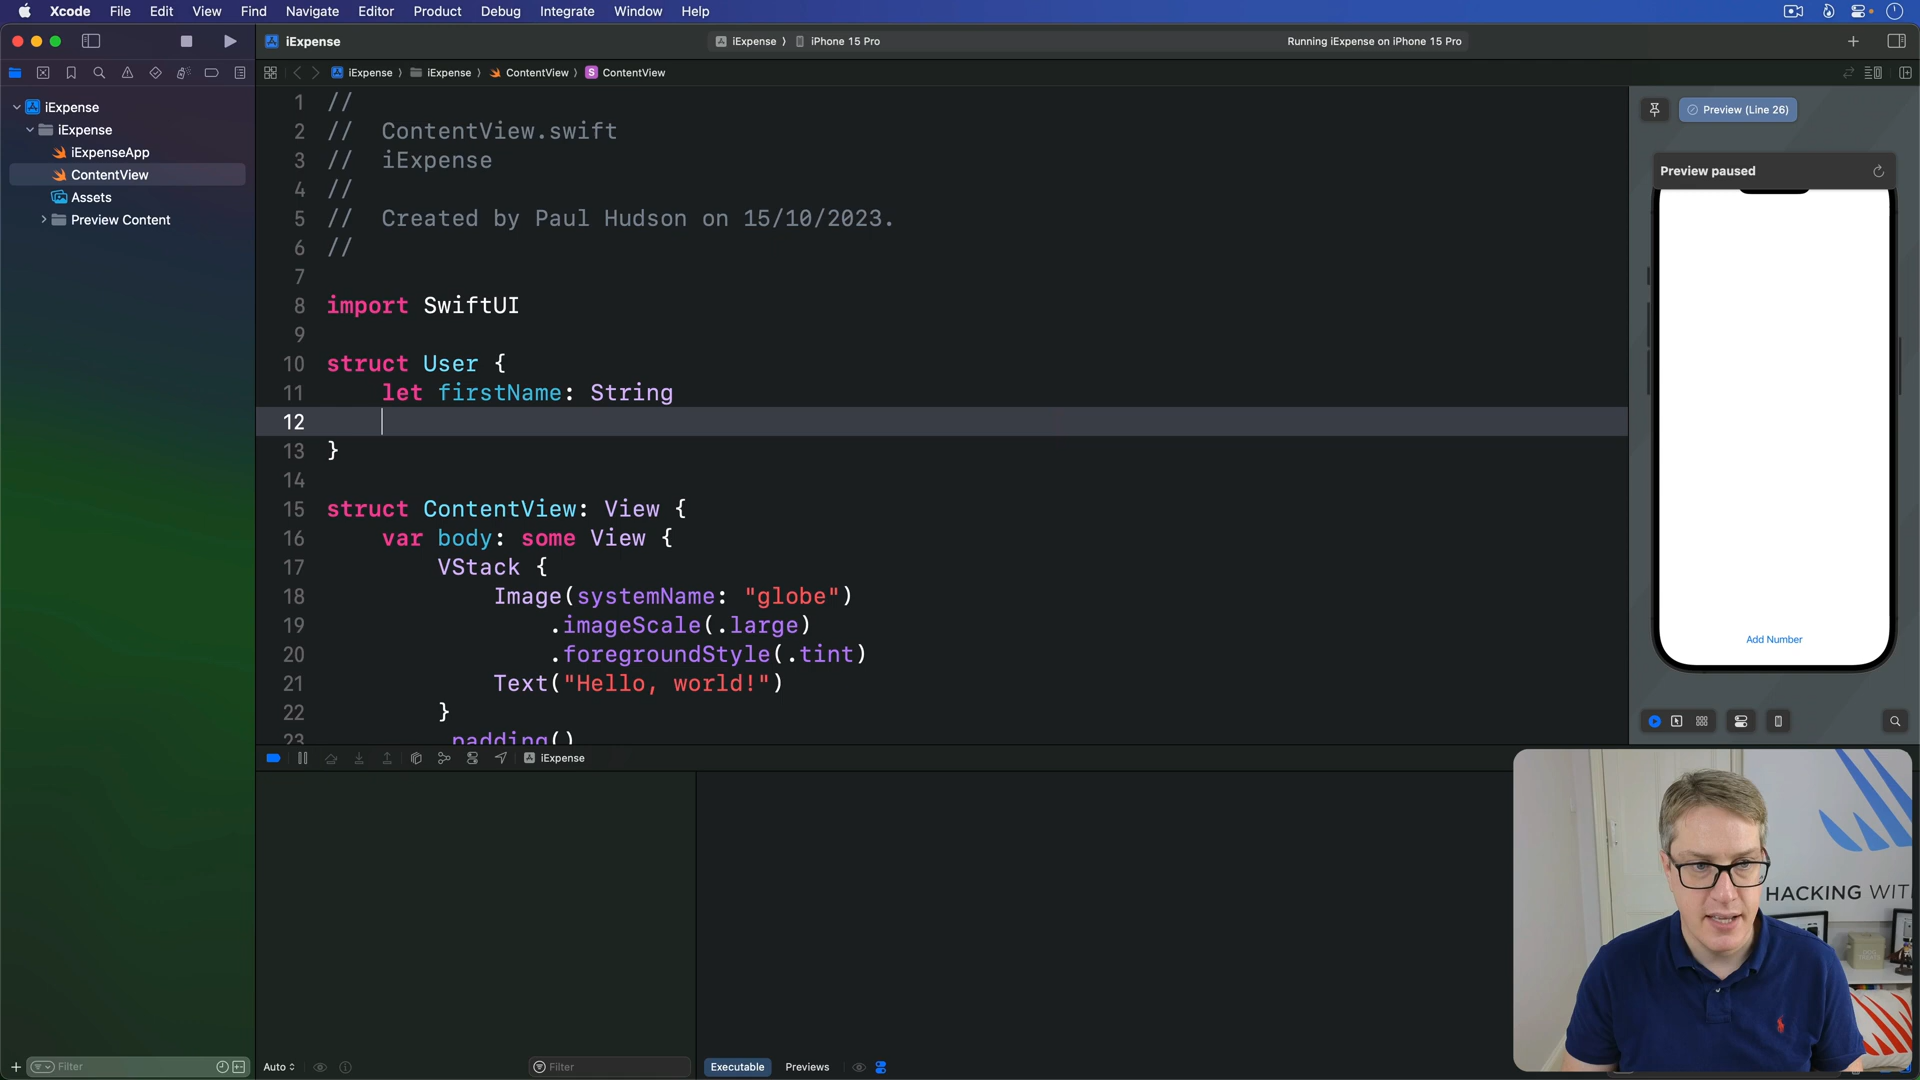 Xcode File Edit View Find Navigate Editor Product Debug Integrate Window Help
iExpense
iExpense 〉 iPhone 15 Pro
Running iExpense on iPhone 15 Pro
iExpense 〉 iExpense 〉 ContentView 〉 S ContentView
iExpense
iExpense
iExpenseApp
ContentView
Assets
Preview Content
1 //
2 //  ContentView.swift
3 //  iExpense
4 //
5 //  Created by Paul Hudson on 15/10/2023.
6 //
7
8 import SwiftUI
9
10 struct User {
11     let firstName: String
12
13 }
14
15 struct ContentView: View {
16     var body: some View {
17         VStack {
18             Image(systemName: "globe")
19                 .imageScale(.large)
20                 .foregroundStyle(.tint)
21             Text("Hello, world!")
22         }
23         .padding()
Preview (Line 26)
Preview paused
Add Number
iExpense
HACKING WIT
Filter
Auto
Filter
Executable Previews